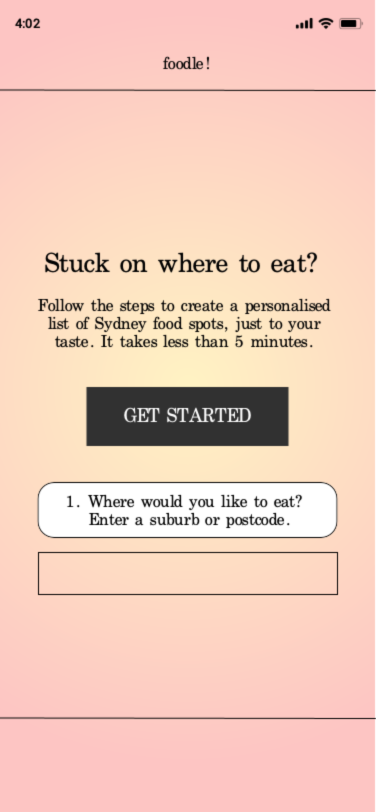 4:02
foodle!
Stuck on where to eat?
Follow the steps to create a personalised
list of Sydney food spots, just to your
taste. It takes less than 5 minutes.
GET STARTED
1. Where would you like to eat?
Enter a suburb or postcode.